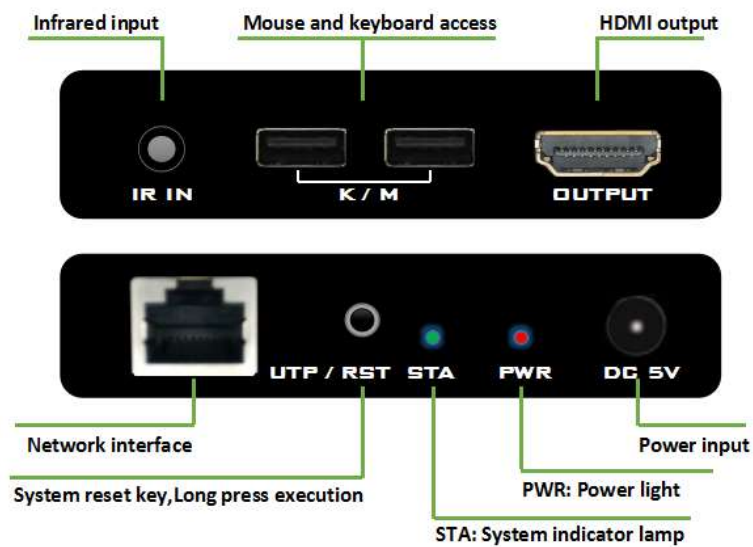 Infrared input
Mouse and keyboard access
HDMI output
IR IN
K / M
OUTPUT
UTP / RST
STA
PWR
DC 5V
Network interface
Power input
System reset key,Long press execution
PWR: Power light
STA: System indicator lamp